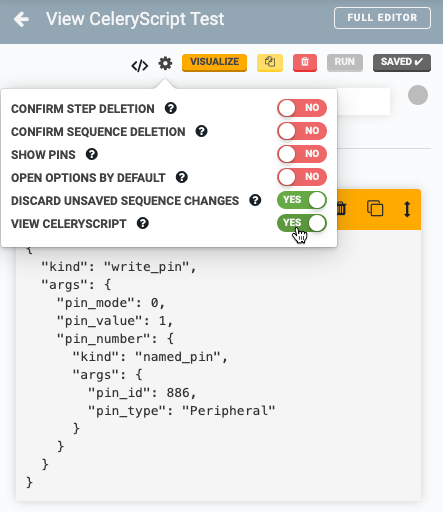 View CeleryScript Test
FULL EDITOR
</> VISUALIZE RUN SAVED ✔
CONFIRM STEP DELETION ? NO
CONFIRM SEQUENCE DELETION ? NO
SHOW PINS ? NO
OPEN OPTIONS BY DEFAULT ? NO
DISCARD UNSAVED SEQUENCE CHANGES ? YES
VIEW CELERYSCRIPT ? YES
{
"kind": "write_pin",
"args": {
"pin_mode": 0,
"pin_value": 1,
"pin_number": {
"kind": "named_pin",
"args": {
"pin_id": 886,
"pin_type": "Peripheral"
}
}
}
}